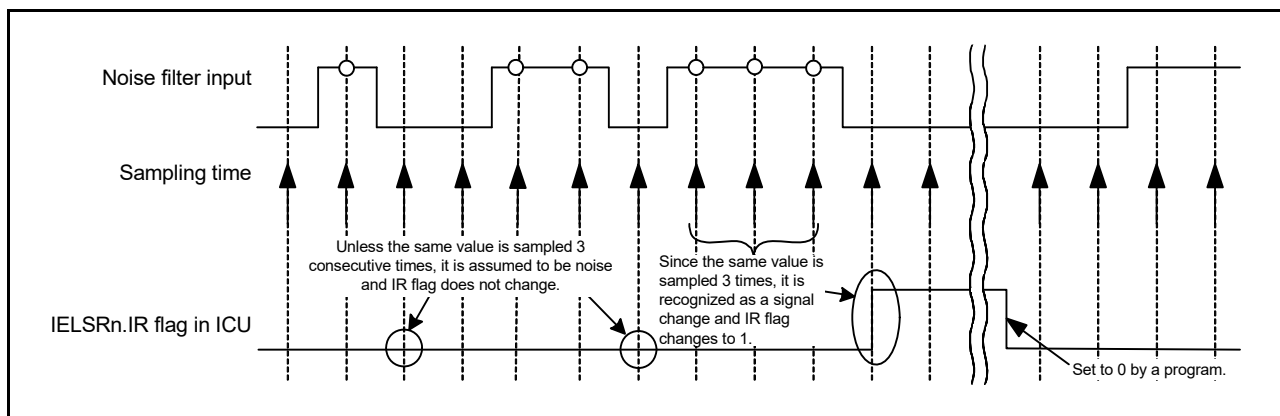 Noise filter input
Sampling time
Unless the same value is sampled 3
consecutive times, it is assumed to be noise
and IR flag does not change.
Since the same value is
sampled 3 times, it is
recognized as a signal
change and IR flag
changes to 1.
IELSRn.IR flag in ICU
Set to 0 by a program.